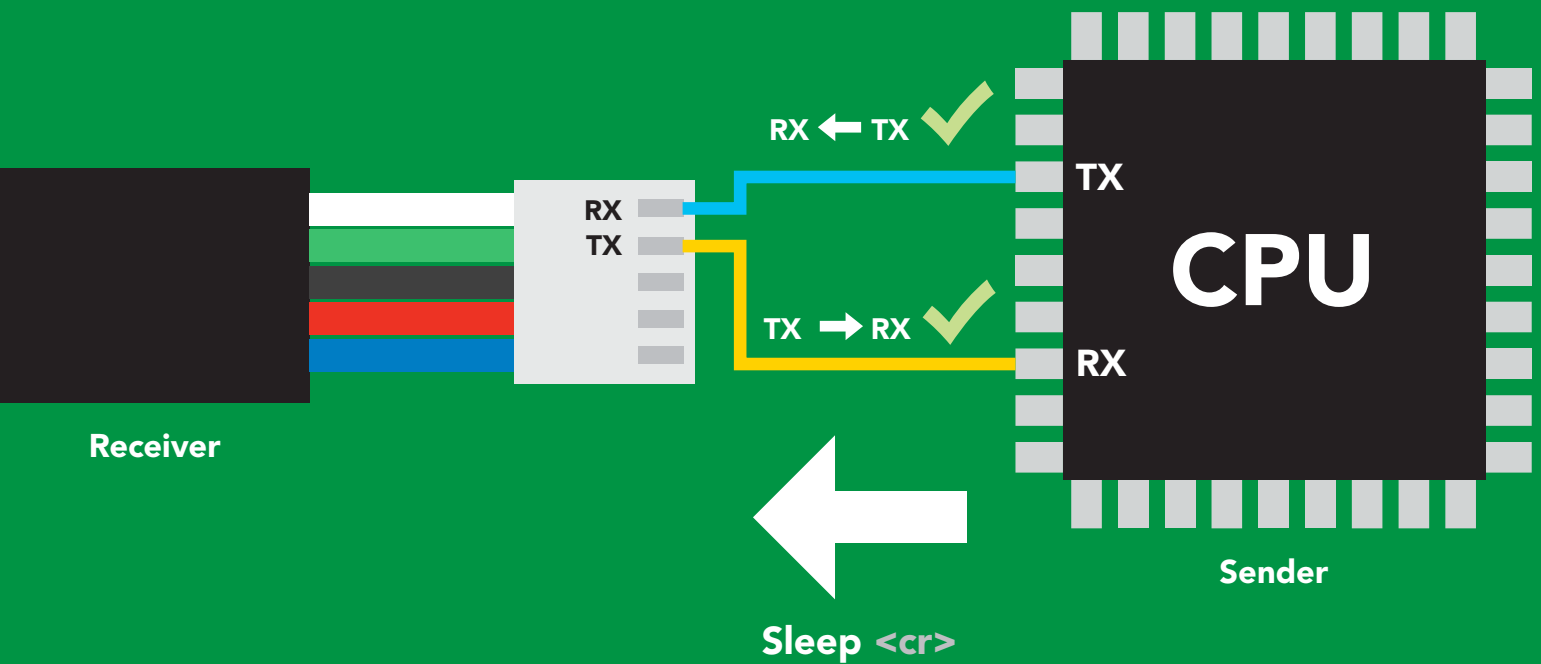 RX ← TX
TX
RX
TX
CPU
TX → RX
RX
Receiver
Sender
Sleep <cr>